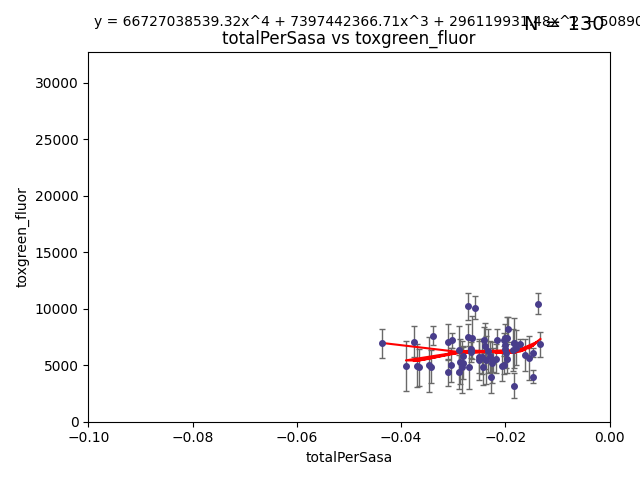 y = 66727038539.32x^4 + 7397442366.71x^3 + 296119931.48x^2 + 50890
N = 130
totalPerSasa vs toxgreen_fluor
30000
25000
20000
15000
10000
5000
0
toxgreen_fluor
−0.10 −0.08 −0.06 −0.04 −0.02 0.00
totalPerSasa